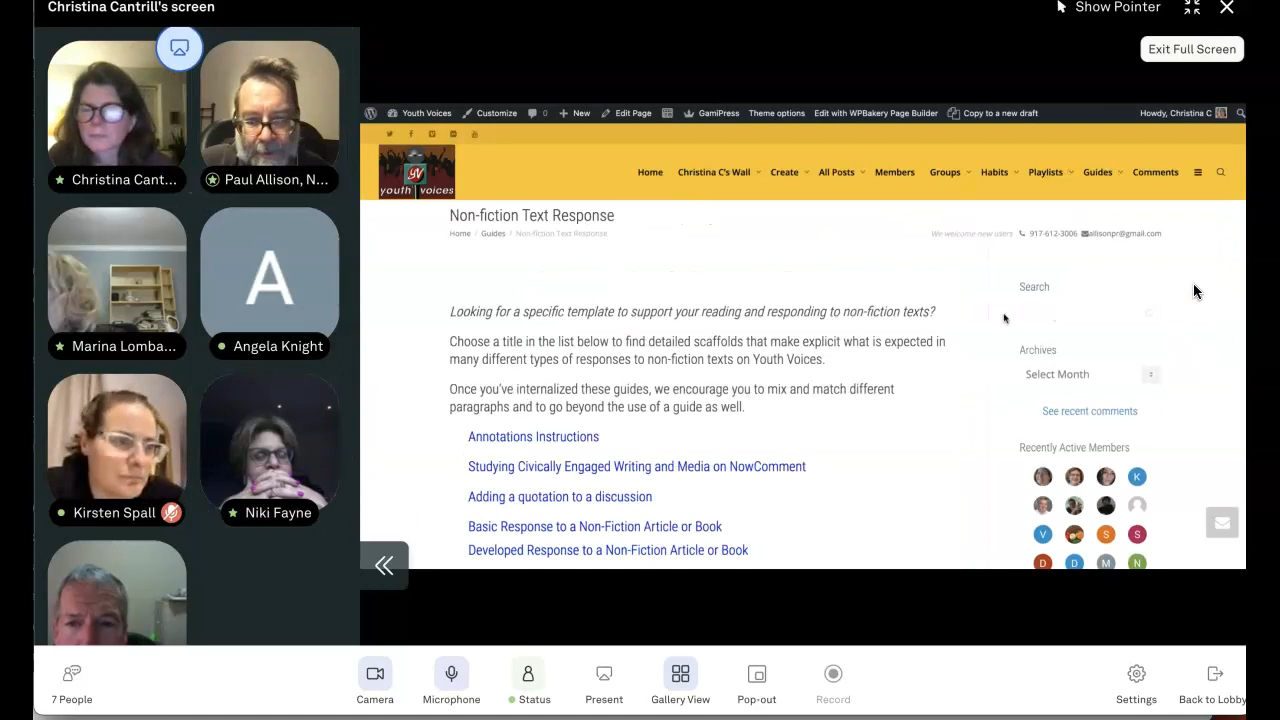 Christina Cantrill's screen
Show Pointer
Exit Full Screen
Christina Cant...
Paul Allison, N...
Marina Lomba...
A
Angela Knight
Kirsten Spall
Niki Fayne
Youth Voices
Customize
0
New
Edit Page
GamiPress
Theme options
Edit with WPBakery Page Builder
Copy to a new draft
Howdy, Christina C
youth voices
Home
Christina C's Wall
Create
All Posts
Members
Groups
Habits
Playlists
Guides
Comments
Non-fiction Text Response
Home / Guides / Non-fiction Text Response
We welcome new users
917-612-3006
allisonpr@gmail.com
Looking for a specific template to support your reading and responding to non-fiction texts?
Choose a title in the list below to find detailed scaffolds that make explicit what is expected in
many different types of responses to non-fiction texts on Youth Voices.
Once you've internalized these guides, we encourage you to mix and match different
paragraphs and to go beyond the use of a guide as well.
Annotations Instructions
Studying Civically Engaged Writing and Media on NowComment
Adding a quotation to a discussion
Basic Response to a Non-Fiction Article or Book
Developed Response to a Non-Fiction Article or Book
Search
Archives
Select Month
See recent comments
Recently Active Members
K
V
S
S
D
D
M
N
7 People
Camera
Microphone
Status
Present
Gallery View
Pop-out
Record
Settings
Back to Lobby